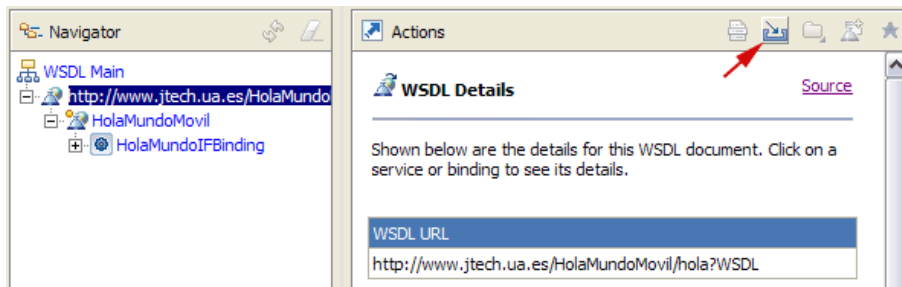 Navigator
WSDL Main
http://www.jtech.ua.es/HolaMundo
HolaMundoMovil
HolaMundoIFBinding
Actions
WSDL Details
Source
Shown below are the details for this WSDL document. Click on a
service or binding to see its details.
WSDL URL
http://www.jtech.ua.es/HolaMundoMovil/hola?WSDL